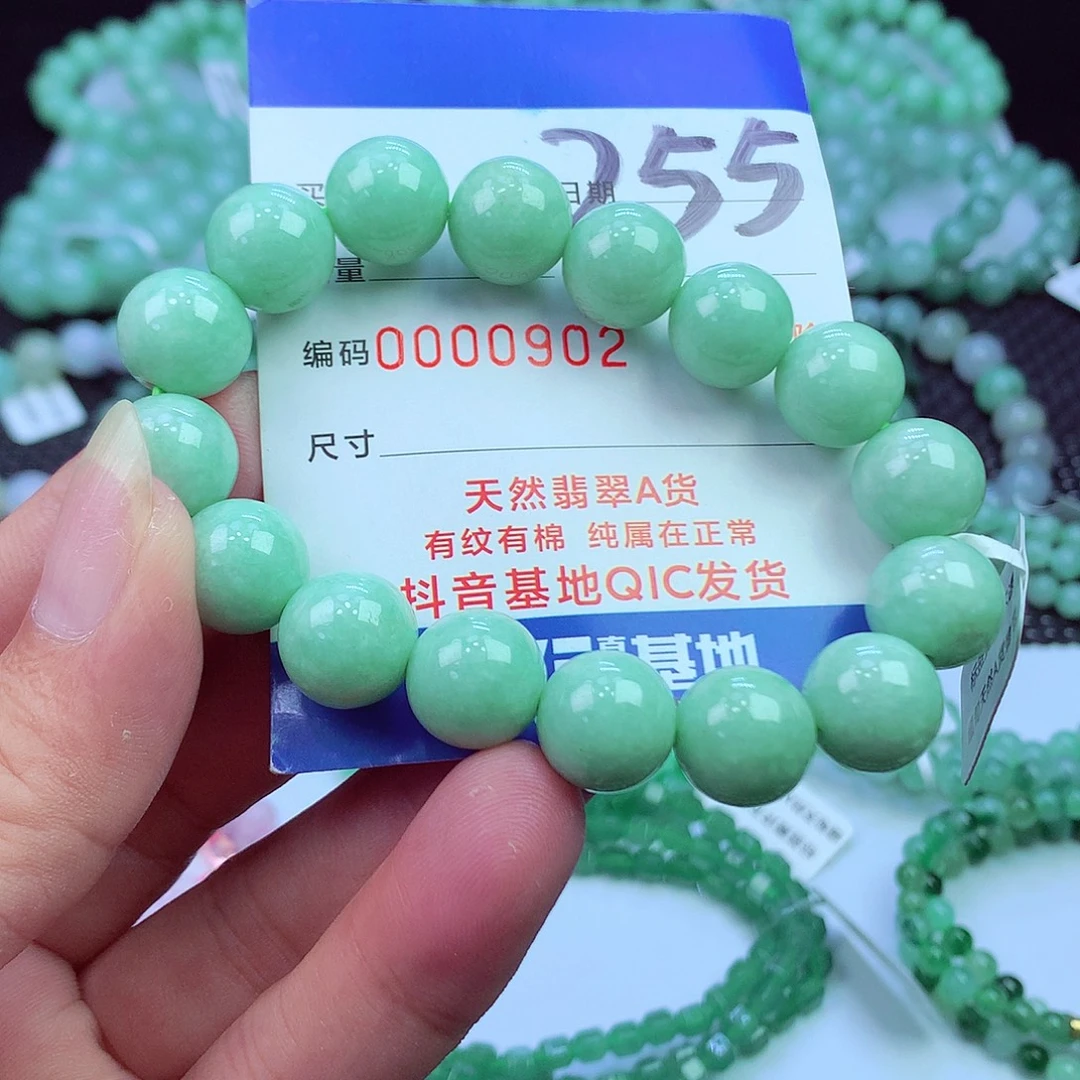 255
日期
量
编码0000902
尺寸
天然翡翠A货
有纹有棉 纯属在正常
抖音基地QIC发货
基地